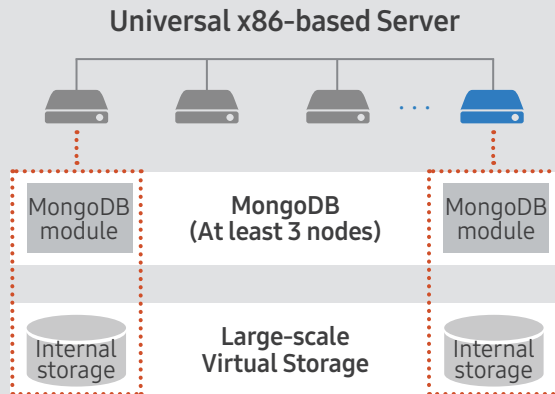 Universal x86-based Server
...
MongoDB
module
MongoDB
(At least 3 nodes)
MongoDB
module
Internal
storage
Large-scale
Virtual Storage
Internal
storage